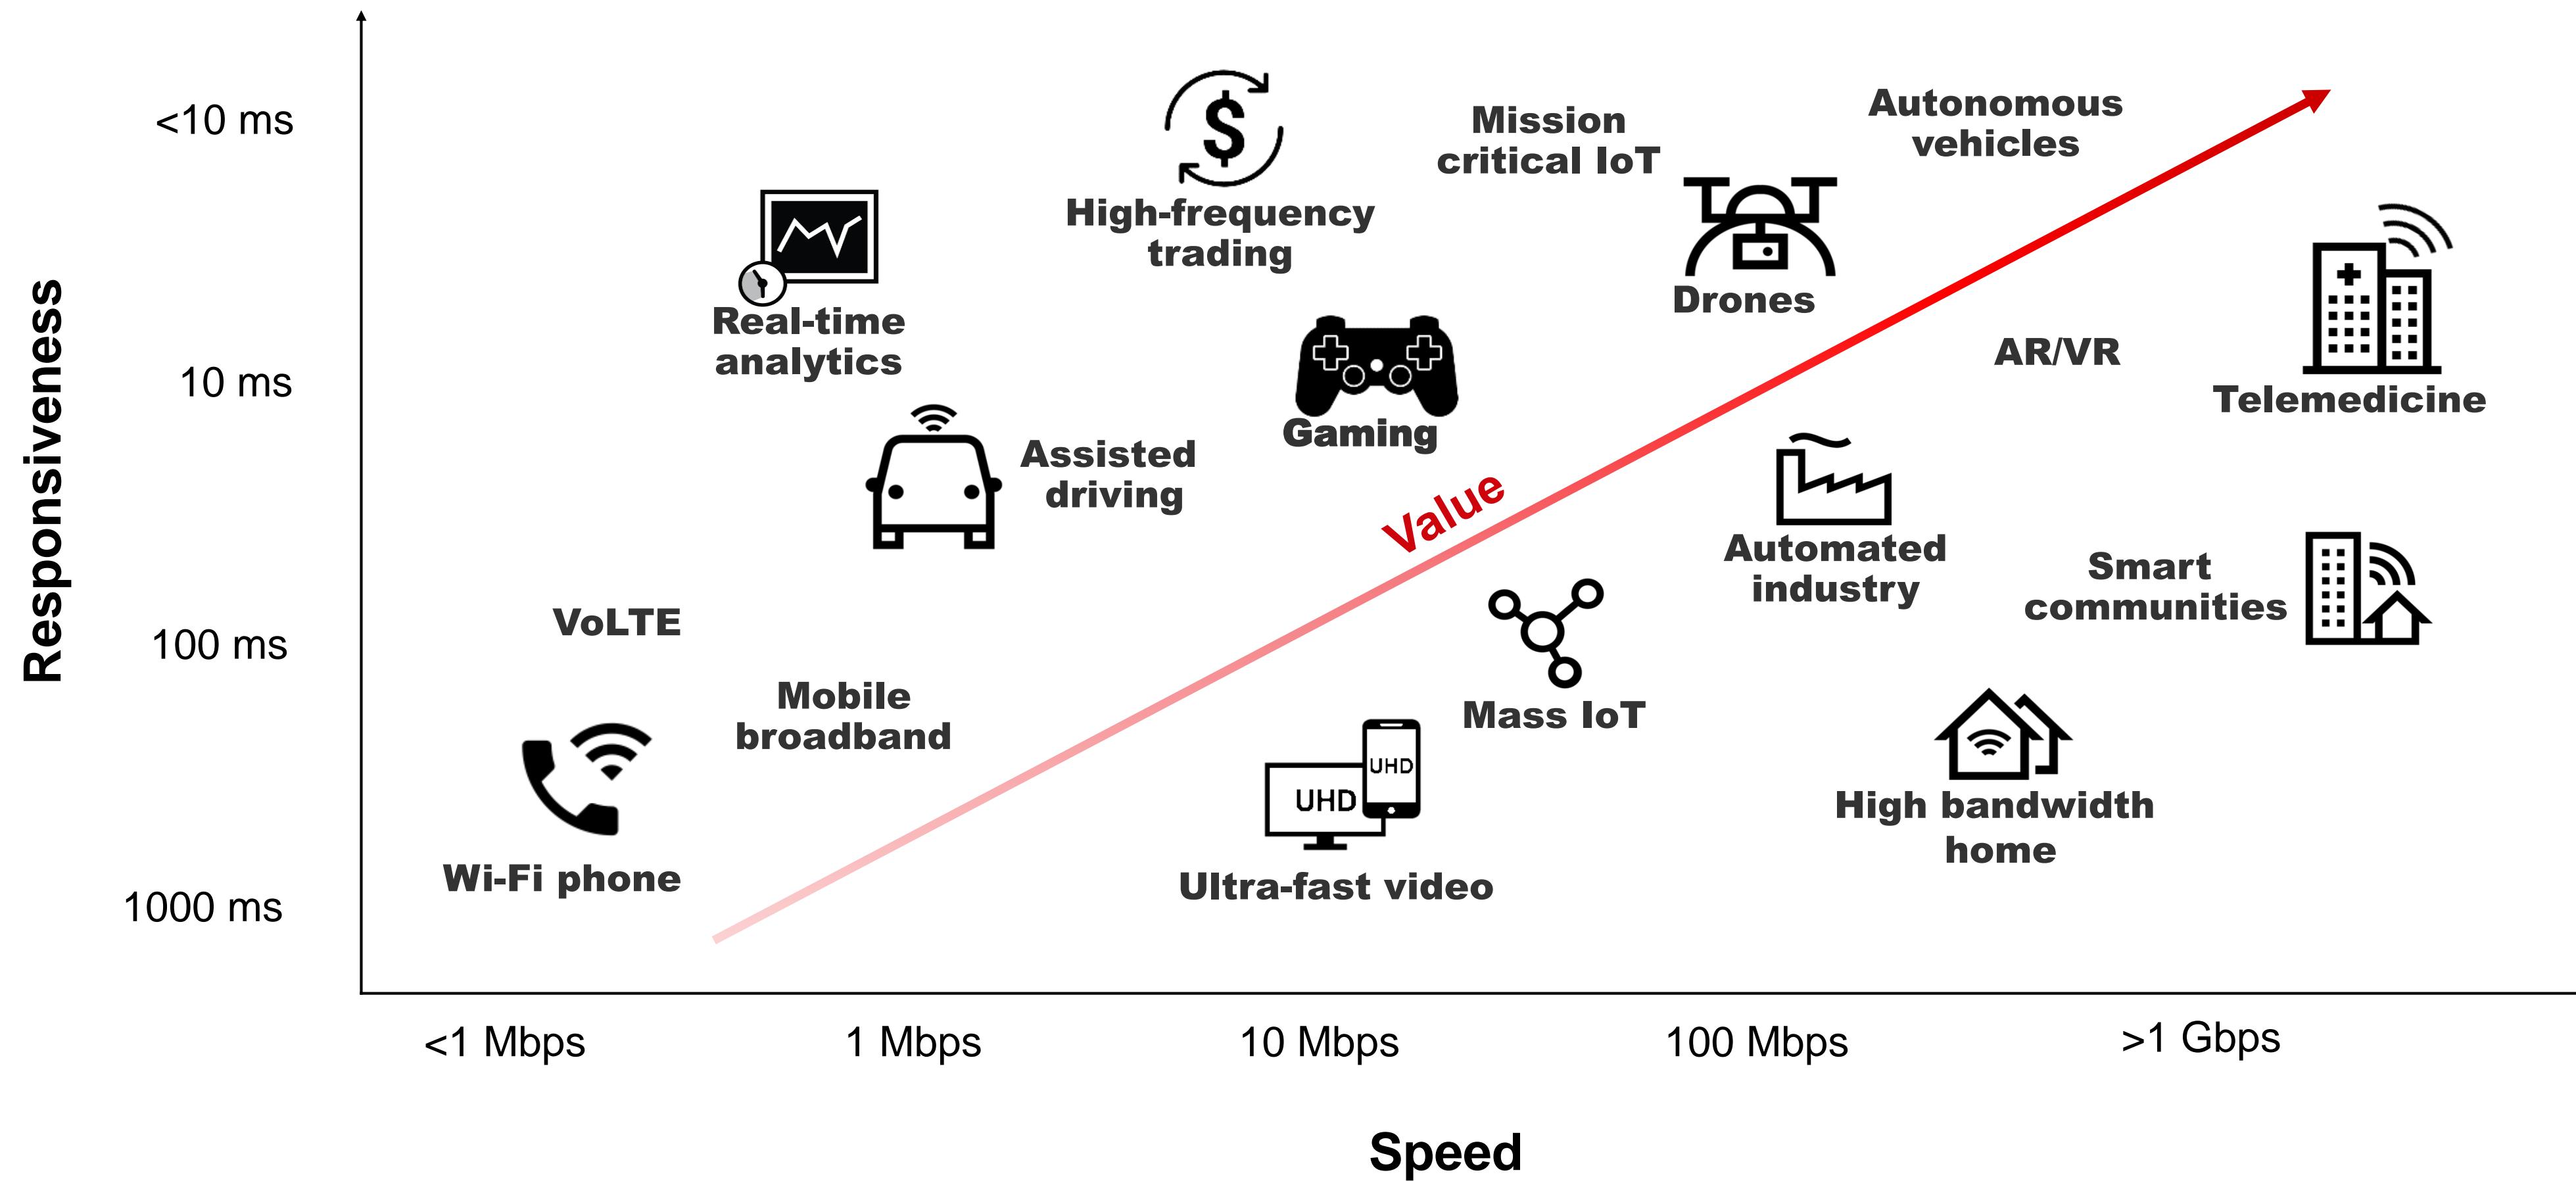 Responsiveness
<10 ms
10 ms
100 ms
1000 ms
High-frequency
trading
Mission
critical IoT
Autonomous
vehicles
Real-time
analytics
Drones
AR/VR
Telemedicine
Gaming
Assisted
driving
Value
Automated
industry
Smart
communities
VoLTE
Mobile
broadband
Mass IoT
UHD
UHD
High bandwidth
home
Wi-Fi phone
Ultra-fast video
<1 Mbps
1 Mbps
10 Mbps
100 Mbps
>1 Gbps
Speed